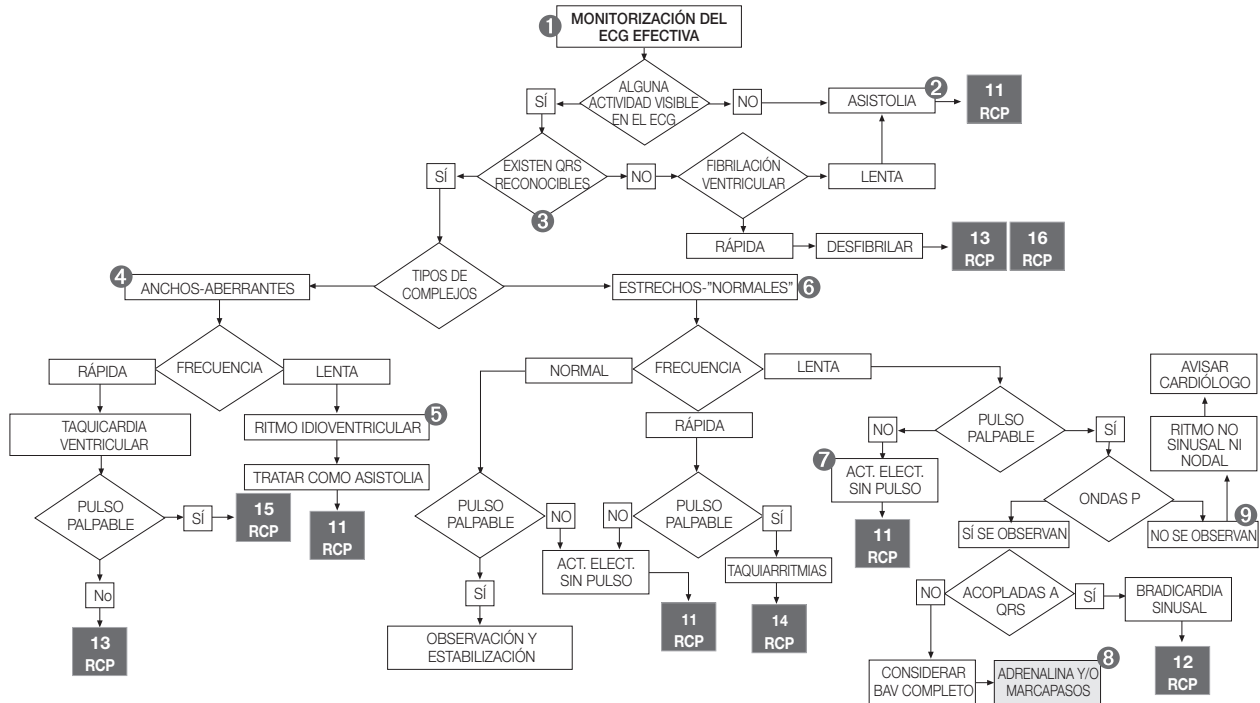 1
MONITORIZACIÓN DEL
ECG EFECTIVA
ALGUNA
ACTIVIDAD VISIBLE
EN EL ECG
SÍ
NO
ASISTOLIA
2
11
RCP
EXISTEN QRS
RECONOCIBLES
3
SÍ
NO
FIBRILACIÓN
VENTRICULAR
LENTA
RÁPIDA
DESFIBRILAR
13
RCP
16
RCP
TIPOS DE
COMPLEJOS
4
ANCHOS-ABERRANTES
ESTRECHOS-"NORMALES"
6
FRECUENCIA
RÁPIDA
LENTA
TAQUICARDIA
VENTRICULAR
RITMO IDIOVENTRICULAR
5
TRATAR COMO ASISTOLIA
11
RCP
PULSO
PALPABLE
SÍ
15
RCP
No
13
RCP
FRECUENCIA
NORMAL
LENTA
RÁPIDA
PULSO
PALPABLE
NO
SÍ
OBSERVACIÓN Y
ESTABILIZACIÓN
ACT. ELECT.
SIN PULSO
11
RCP
PULSO
PALPABLE
NO
SÍ
TAQUIARRITMIAS
14
RCP
PULSO
PALPABLE
NO
SÍ
7
ACT. ELECT.
SIN PULSO
11
RCP
ONDAS P
SÍ SE OBSERVAN
NO SE OBSERVAN
9
RITMO NO
SINUSAL NI
NODAL
AVISAR
CARDIÓLOGO
ACOPLADAS A
QRS
NO
SÍ
BRADICARDIA
SINUSAL
12
RCP
CONSIDERAR
BAV COMPLETO
ADRENALINA Y/O
MARCAPASOS
8